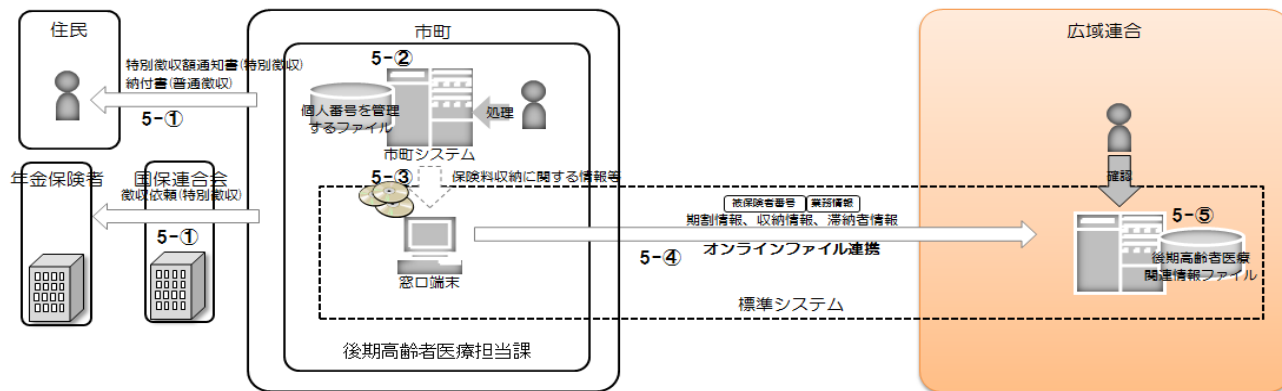 住民
特別徴収額通知書(特別徴収)
納付書(普通徴収)
5-①
年金保険者
国保連合会
徴収依頼(特別徴収)
5-①
市町
5-②
個人番号を管理
するファイル
処理
市町システム
5-③
保険料収納に関する情報等
窓口端末
後期高齢者医療担当課
被保険者番号
業務情報
期割情報、収納情報、滞納者情報
5-④
オンラインファイル連携
標準システム
広域連合
確認
5-⑤
後期高齢者医療
関連情報ファイル